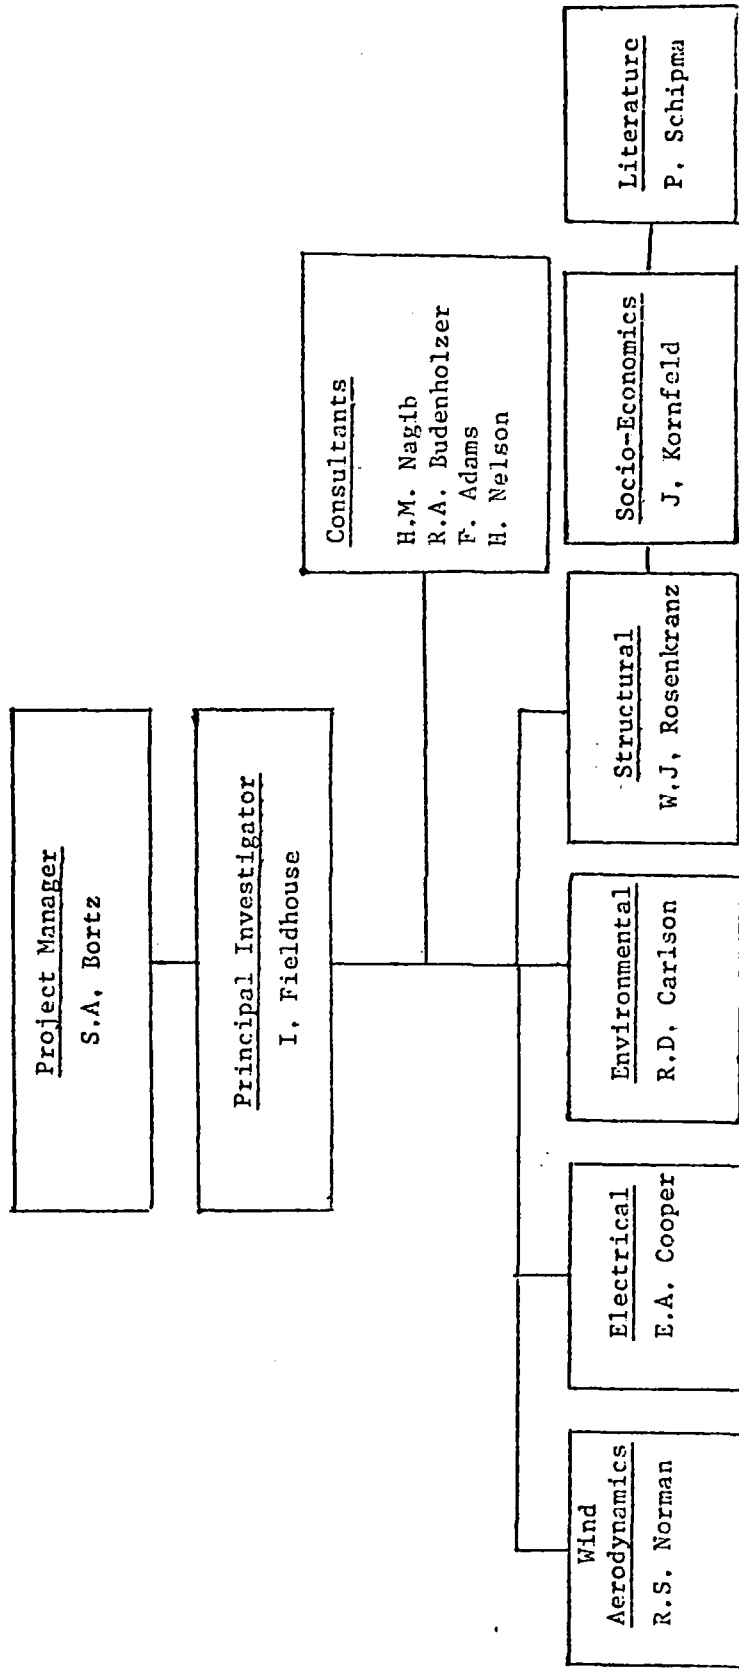 Project Manager
S.A. Bortz
Principal Investigator
I. Fieldhouse
Consultants
H.M. Nagib
R.A. Budenholzer
F. Adams
H. Nelson
Wind
Aerodynamics
R.S. Norman
Electrical
E.A. Cooper
Environmental
R.D. Carlson
Structural
W.J. Rosenkranz
Socio-Economics
J. Kornfeld
Literature
P. Schipma